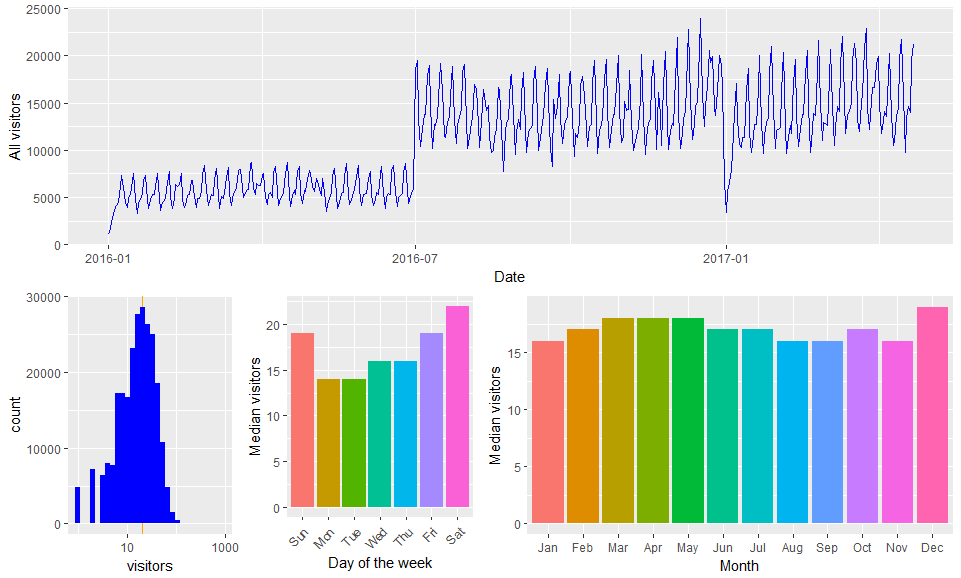 25000
20000
15000
10000
5000
0
All visitors
2016-01 2016-07 2017-01
Date
30000
20000
10000
0
count
10 1000
visitors
20
15
10
5
0
Median visitors
Sun Mon Tue Wed Thu Fri Sat
Day of the week
15
10
5
0
Median visitors
Jan Feb Mar Apr May Jun Jul Aug Sep Oct Nov Dec
Month